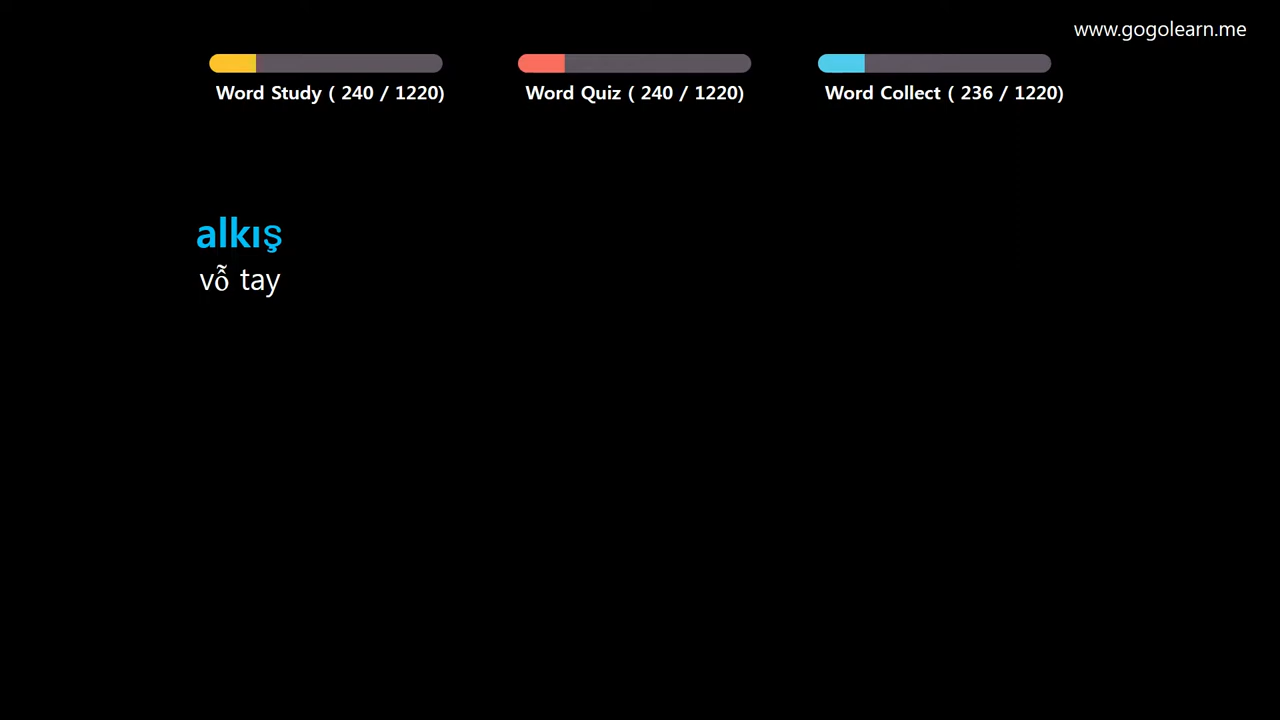 www.gogolearn.me
Word Study ( 240 / 1220)
Word Quiz ( 240 / 1220)
Word Collect ( 236 / 1220)
alkış
vỗ tay